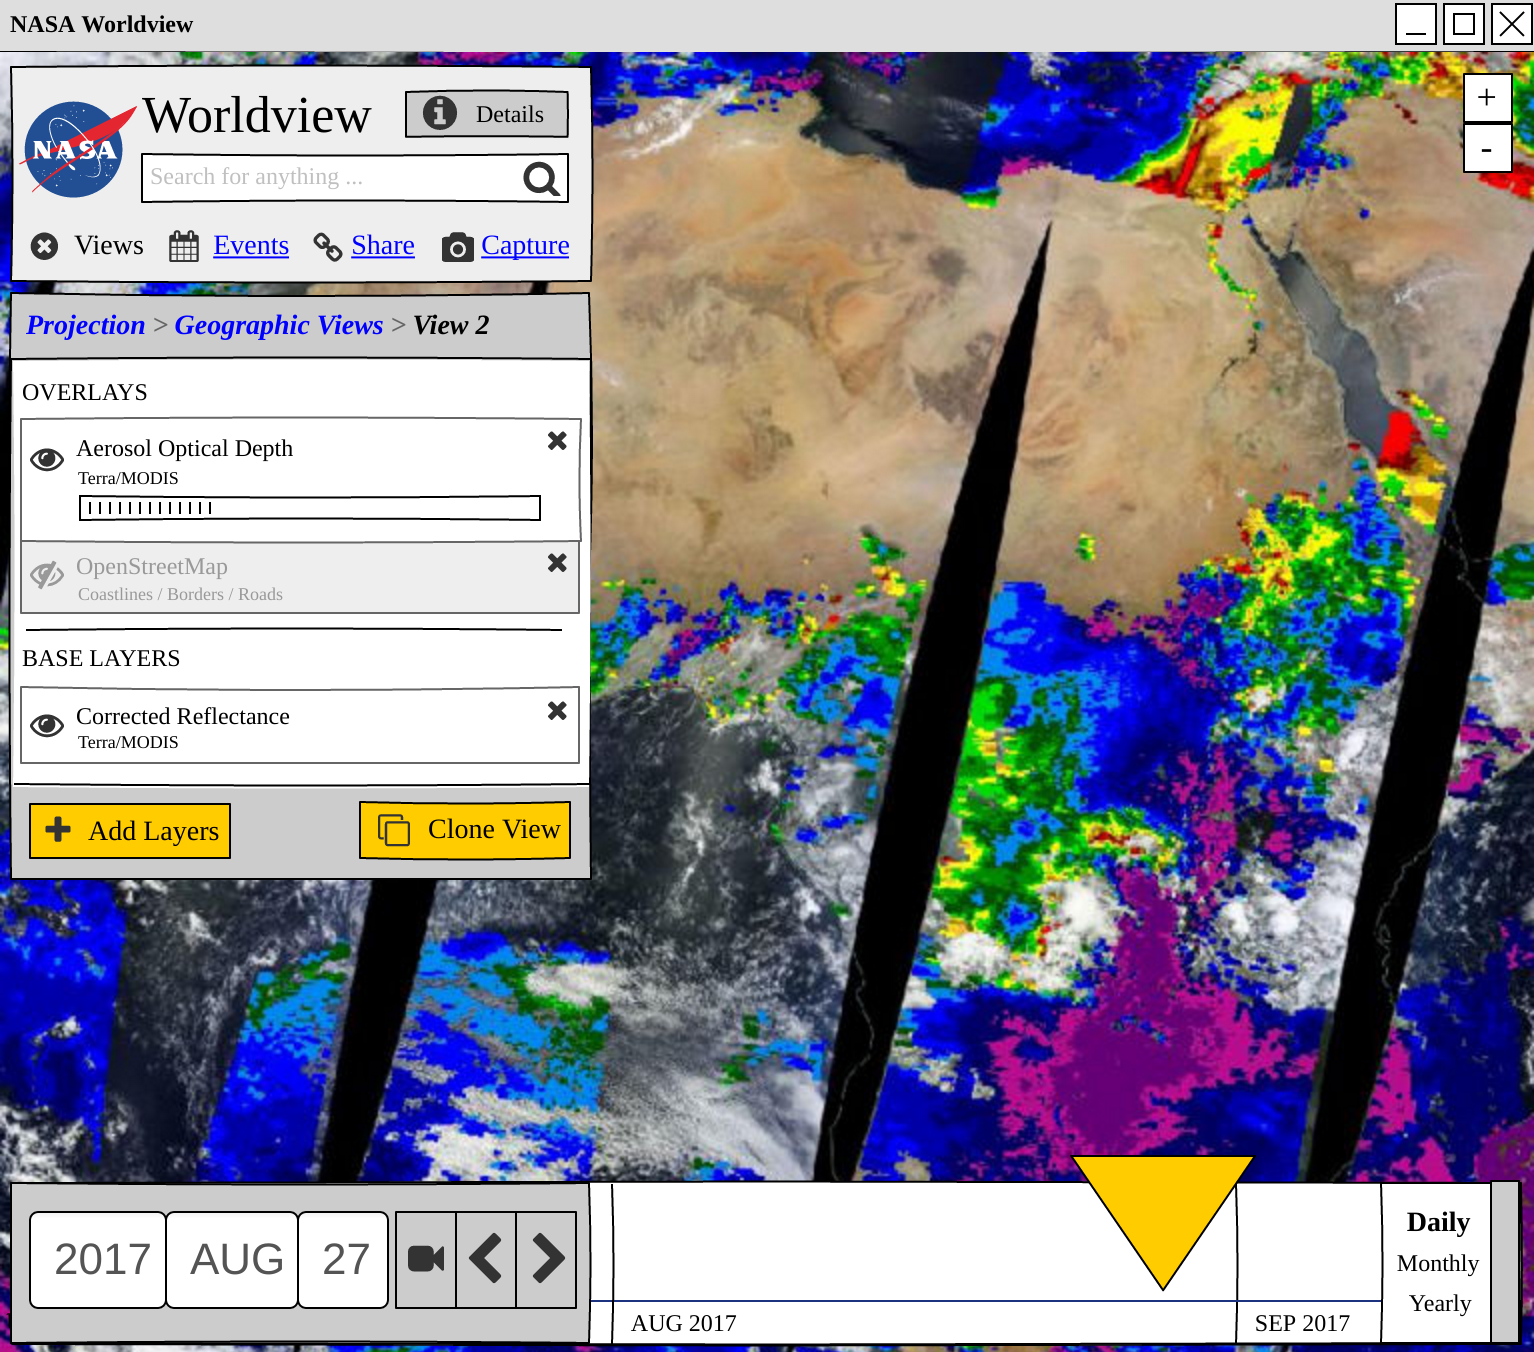 NASA Worldview
+
-
NASA
Worldview
Details
Search for anything ...
Views
Events
Share
Capture
Projection > Geographic Views > View 2
OVERLAYS
Aerosol Optical Depth
Terra/MODIS
OpenStreetMap
Coastlines / Borders / Roads
BASE LAYERS
Corrected Reflectance
Terra/MODIS
Add Layers
Clone View
2017 AUG 27
AUG 2017
SEP 2017
Daily
Monthly
Yearly